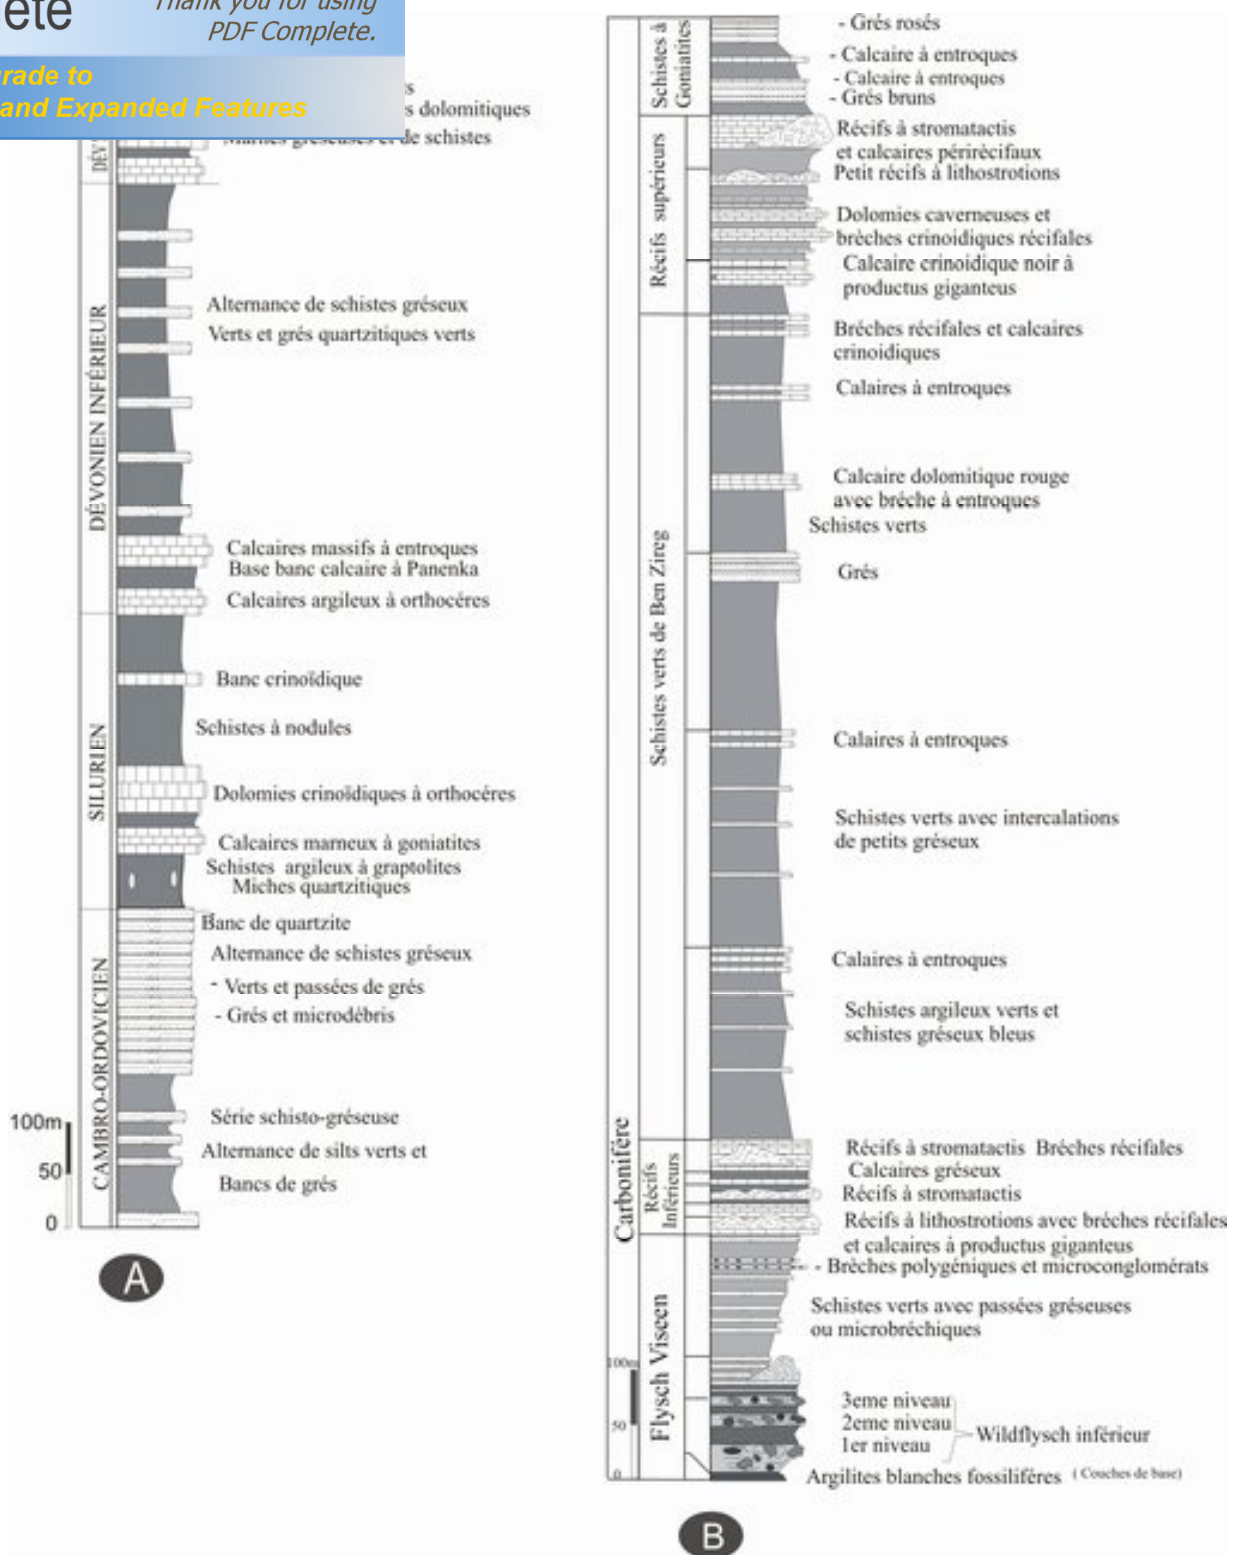 ete
Thank you for using
PDF Complete.
grade to
and Expanded Features
s dolomitiques
Marnes gréseuses et de schistes
DÉV
DÉVONIEN INFÉRIEUR
Alternance de schistes gréseux
Verts et grés quartzitiques verts
Calcaires massifs à entroques
Base banc calcaire à Panenka
Calcaires argileux à orthocéres
SILURIEN
Banc crinoïdique
Schistes à nodules
Dolomies crinoïdiques à orthocéres
Calcaires marneux à goniatites
Schistes argileux à graptolites
Miches quartzitiques
CAMBRO-ORDOVICIEN
Banc de quartzite
Alternance de schistes gréseux
- Verts et passées de grés
- Grés et microdébris
Série schisto-gréseuse
Alternance de silts verts et
Bancs de grés
100m
50
0
A
Carbonifére
Schistes à
Goniatites
- Grés rosés
- Calcaire à entroques
- Calcaire à entroques
- Grés bruns
Récifs supérieurs
Récifs à stromatactis
et calcaires périrècifaux
Petit récifs à lithostrotions
Dolomies caverneuses et
brèches crinoidiques récifales
Calcaire crinoidique noir à
productus giganteus
Schistes verts de Ben Zireg
Bréches récifales et calcaires
crinoidiques
Calaires à entroques
Calcaire dolomitique rouge
avec bréche à entroques
Schistes verts
Grés
Calaires à entroques
Schistes verts avec intercalations
de petits gréseux
Calaires à entroques
Schistes argileux verts et
schistes gréseux bleus
Récifs
Inférieurs
Récifs à stromatactis Bréches récifales
Calcaires gréseux
Récifs à stromatactis
Récifs à lithostrotions avec bréches récifales
et calcaires à productus giganteus
Flysch Viseen
- Bréches polygéniques et microconglomérats
Schistes verts avec passées gréseuses
ou microbréchiques
3eme niveau
2eme niveau
1er niveau
Wildflysch inférieur
Argilites blanches fossiliféres ( Couches de base)
100m
50
0
B